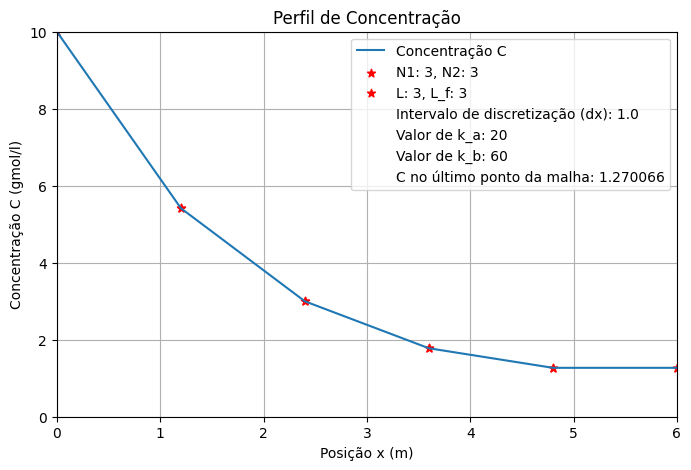 Perfil de Concentração
Concentração C (gmol/l)
10
8
6
4
2
0
Concentração C
N1: 3, N2: 3
L: 3, L_f: 3
Intervalo de discretização (dx): 1.0
Valor de k_a: 20
Valor de k_b: 60
C no último ponto da malha: 1.270066
0 1 2 3 4 5 6
Posição x (m)